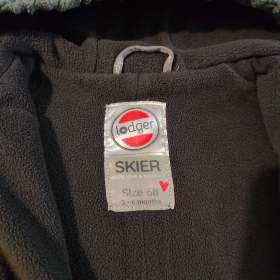 lodger
SKIER
Size 68
3 - 6 months